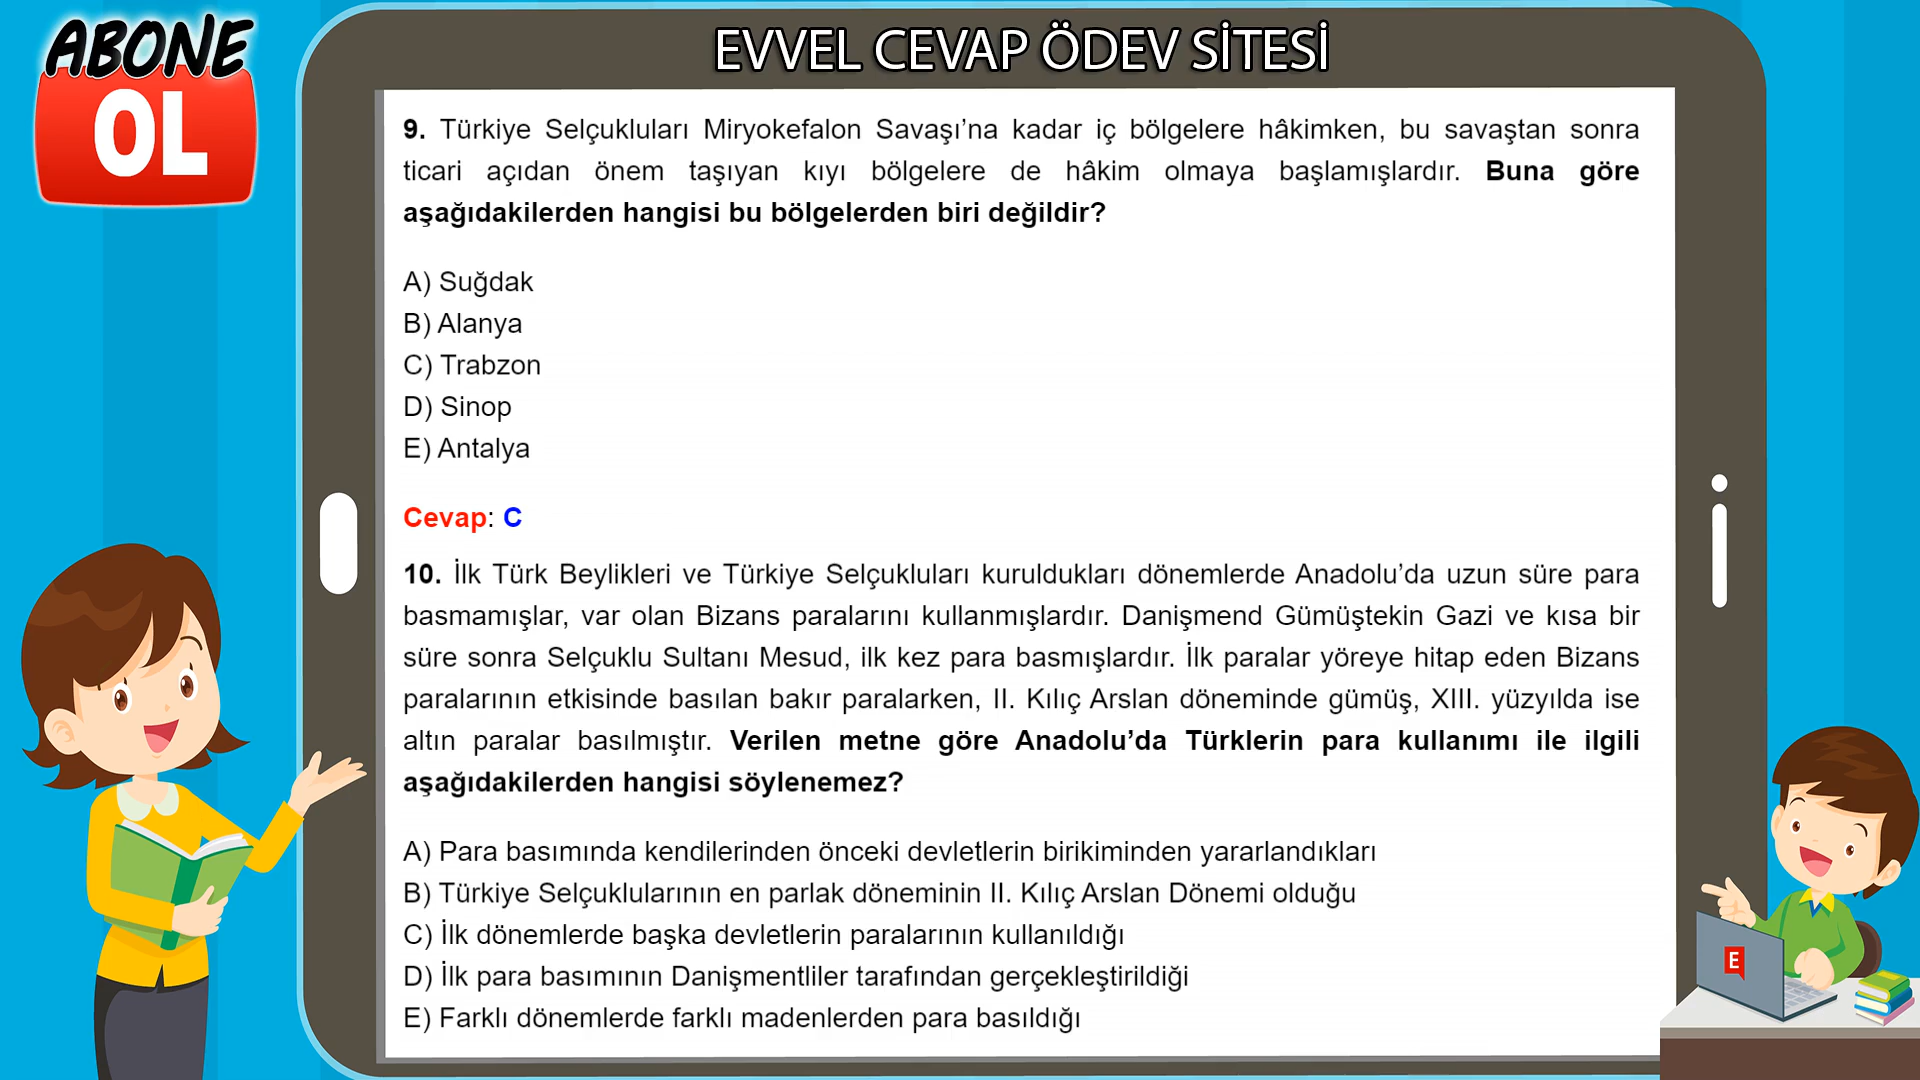 ABONE
OL
EVVEL CEVAP ÖDEV SİTESİ
9. Türkiye Selçukluları Miryokefalon Savaşı’na kadar iç bölgelere hâkimken, bu savaştan sonra
ticari açıdan önem taşıyan kıyı bölgelere de hâkim olmaya başlamışlardır. Buna göre
aşağıdakilerden hangisi bu bölgelerden biri değildir?
A) Suğdak
B) Alanya
C) Trabzon
D) Sinop
E) Antalya
Cevap: C
10. İlk Türk Beylikleri ve Türkiye Selçukluları kuruldukları dönemlerde Anadolu’da uzun süre para
basmamışlar, var olan Bizans paralarını kullanmışlardır. Danişmend Gümüştekin Gazi ve kısa bir
süre sonra Selçuklu Sultanı Mesud, ilk kez para basmışlardır. İlk paralar yöreye hitap eden Bizans
paralarının etkisinde basılan bakır paralarken, II. Kılıç Arslan döneminde gümüş, XIII. yüzyılda ise
altın paralar basılmıştır. Verilen metne göre Anadolu’da Türklerin para kullanımı ile ilgili
aşağıdakilerden hangisi söylenemez?
A) Para basımında kendilerinden önceki devletlerin birikiminden yararlandıkları
B) Türkiye Selçuklularının en parlak döneminin II. Kılıç Arslan Dönemi olduğu
C) İlk dönemlerde başka devletlerin paralarının kullanıldığı
D) İlk para basımının Danişmentliler tarafından gerçekleştirildiği
E) Farklı dönemlerde farklı madenlerden para basıldığı
E